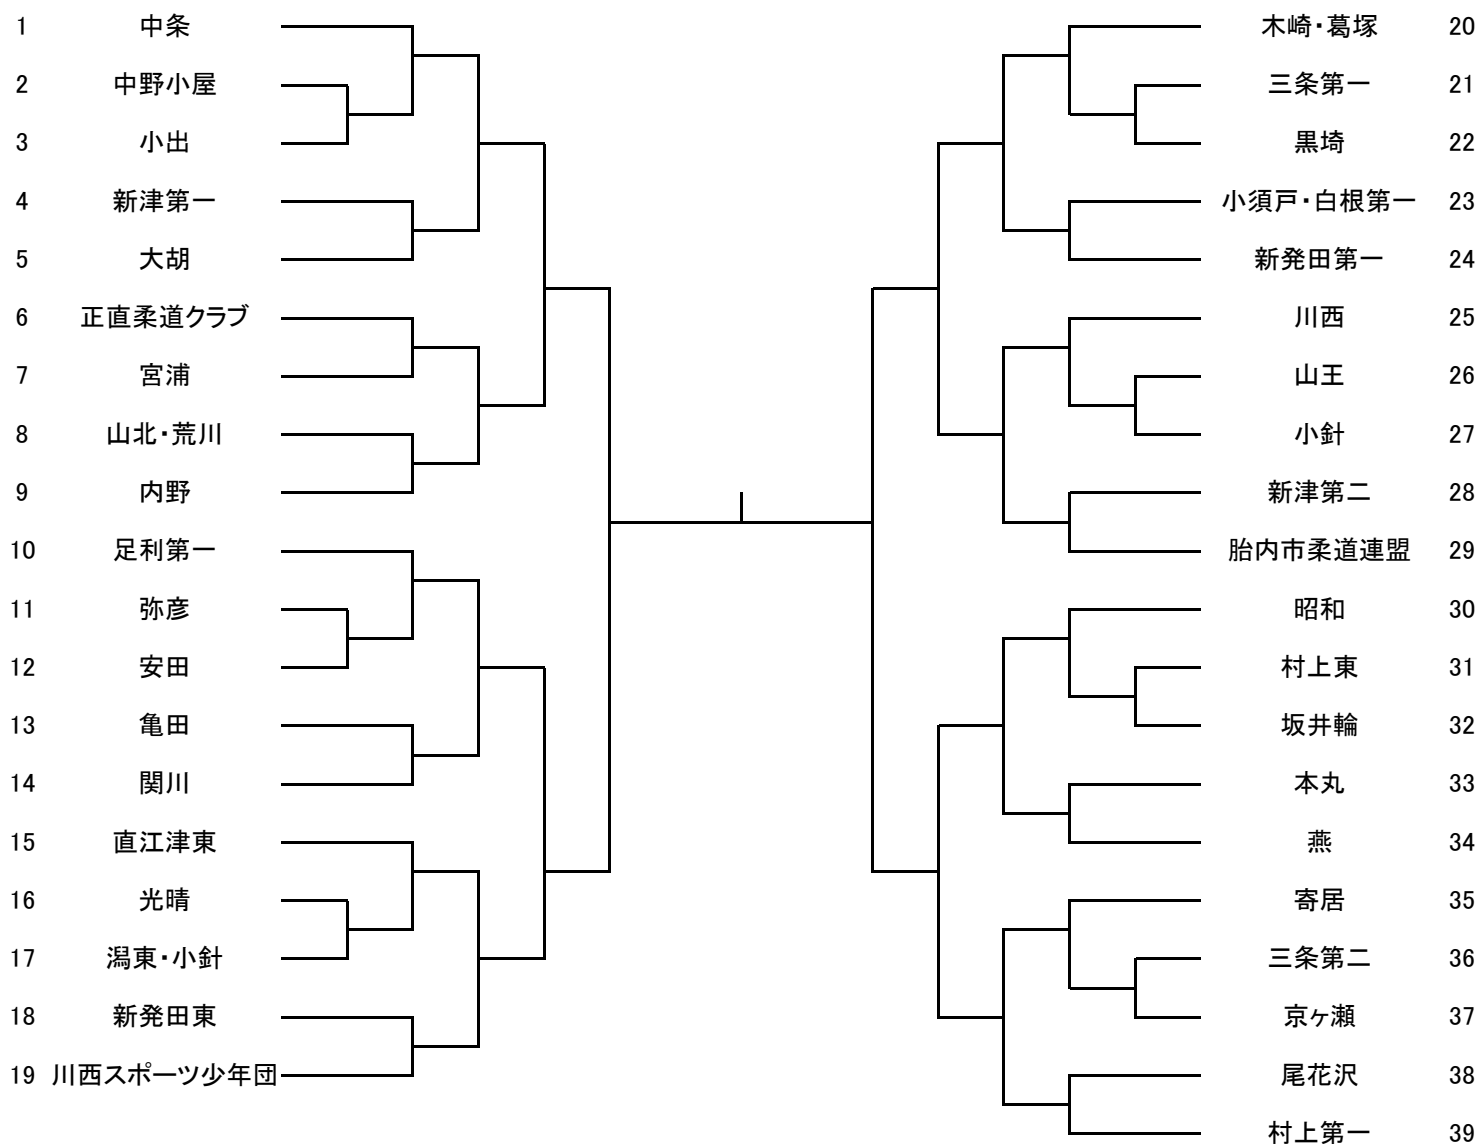 1 中条
2 中野小屋
3 小出
4 新津第一
5 大胡
6 正直柔道クラブ
7 宮浦
8 山北・荒川
9 内野
10 足利第一
11 弥彦
12 安田
13 亀田
14 関川
15 直江津東
16 光晴
17 潟東・小針
18 新発田東
19 川西スポーツ少年団
木崎・葛塚 20
三条第一 21
黒埼 22
小須戸・白根第一 23
新発田第一 24
川西 25
山王 26
小針 27
新津第二 28
胎内市柔道連盟 29
昭和 30
村上東 31
坂井輪 32
本丸 33
燕 34
寄居 35
三条第二 36
京ヶ瀬 37
尾花沢 38
村上第一 39